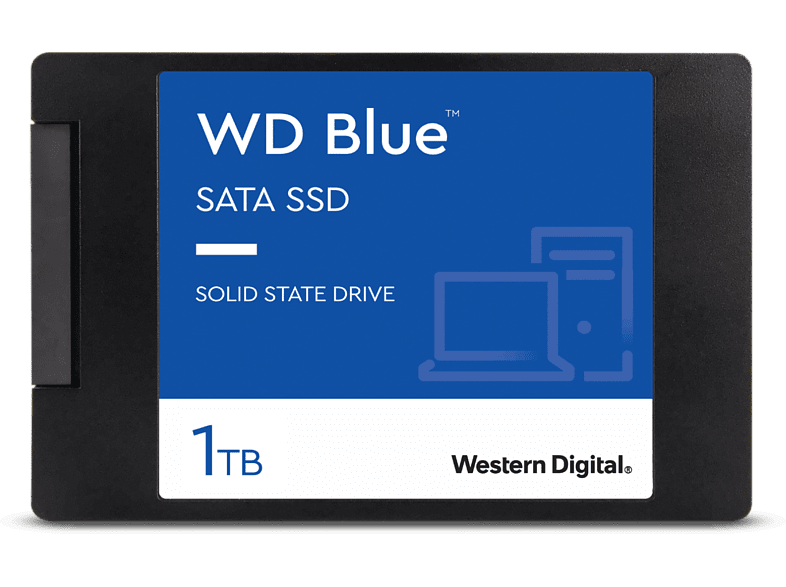 WD Blue™
SATA SSD
SOLID STATE DRIVE
1TB
Western Digital®